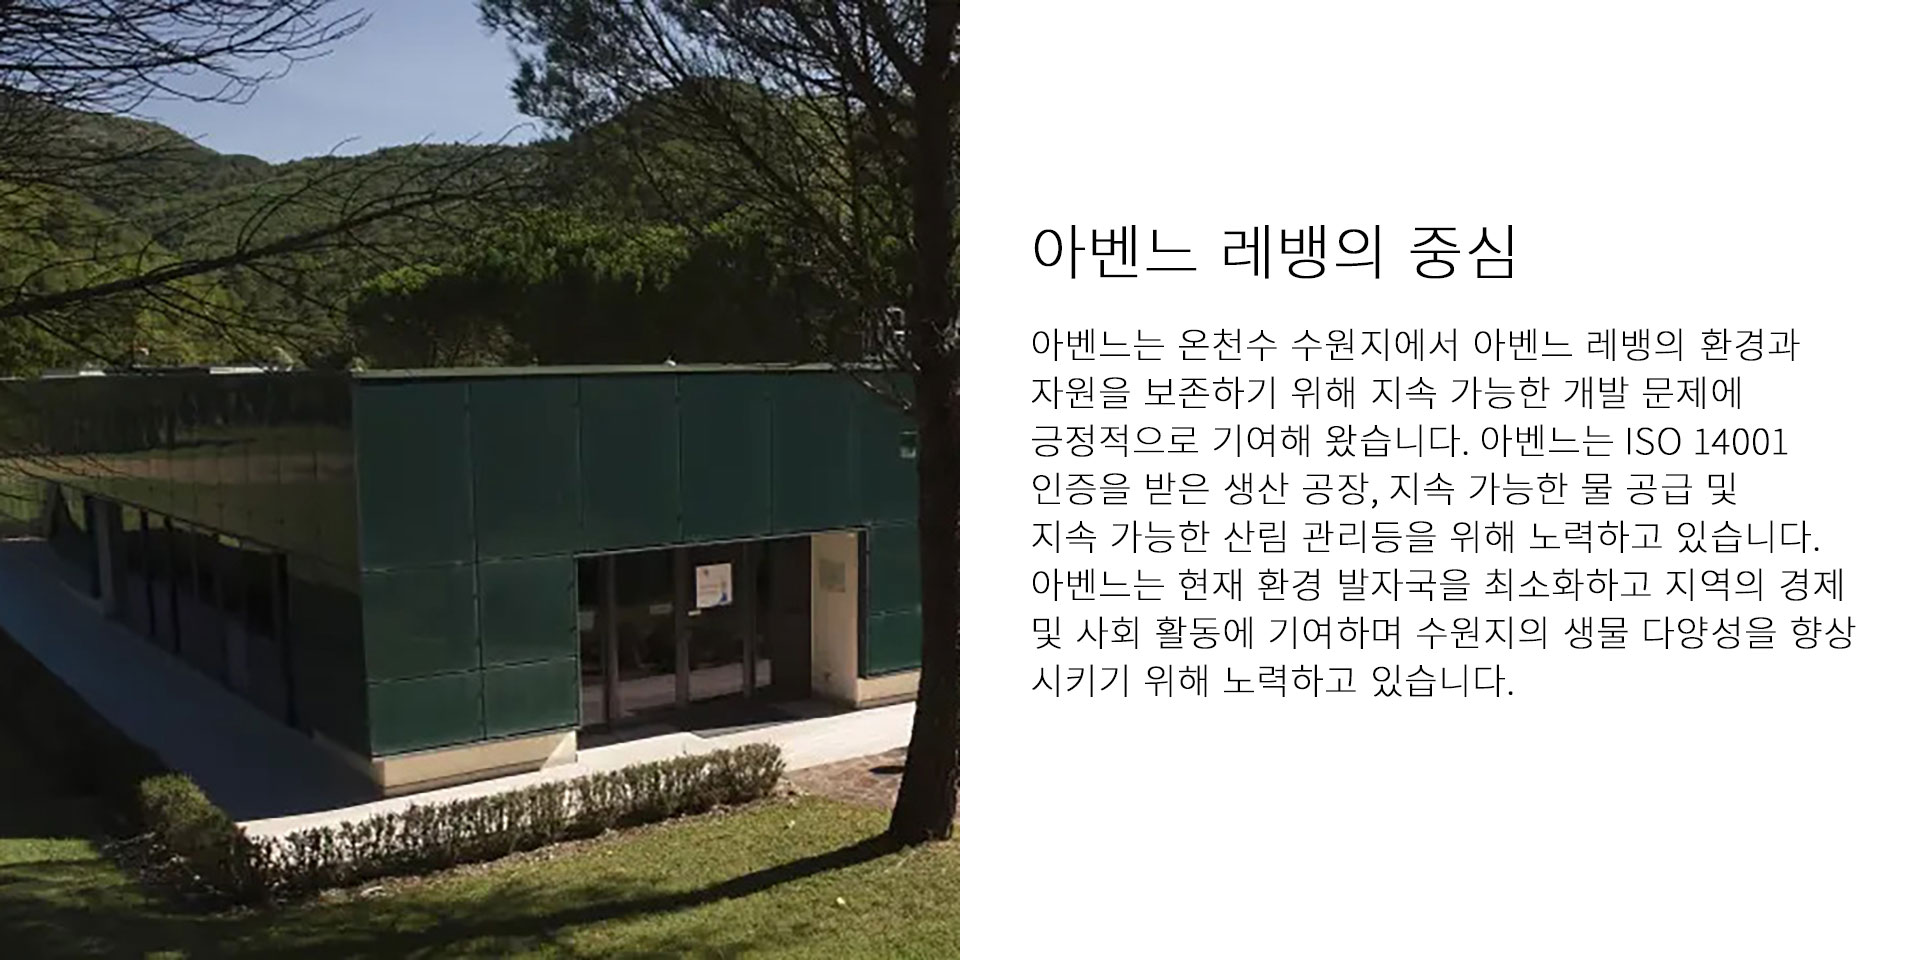 아벤느 레뱅의 중심
아벤느는 온천수 수원지에서 아벤느 레뱅의 환경과
자원을 보존하기 위해 지속 가능한 개발 문제에
긍정적으로 기여해 왔습니다. 아벤느는 ISO 14001
인증을 받은 생산 공장, 지속 가능한 물 공급 및
지속 가능한 산림 관리등을 위해 노력하고 있습니다.
아벤느는 현재 환경 발자국을 최소화하고 지역의 경제
및 사회 활동에 기여하며 수원지의 생물 다양성을 향상
시키기 위해 노력하고 있습니다.